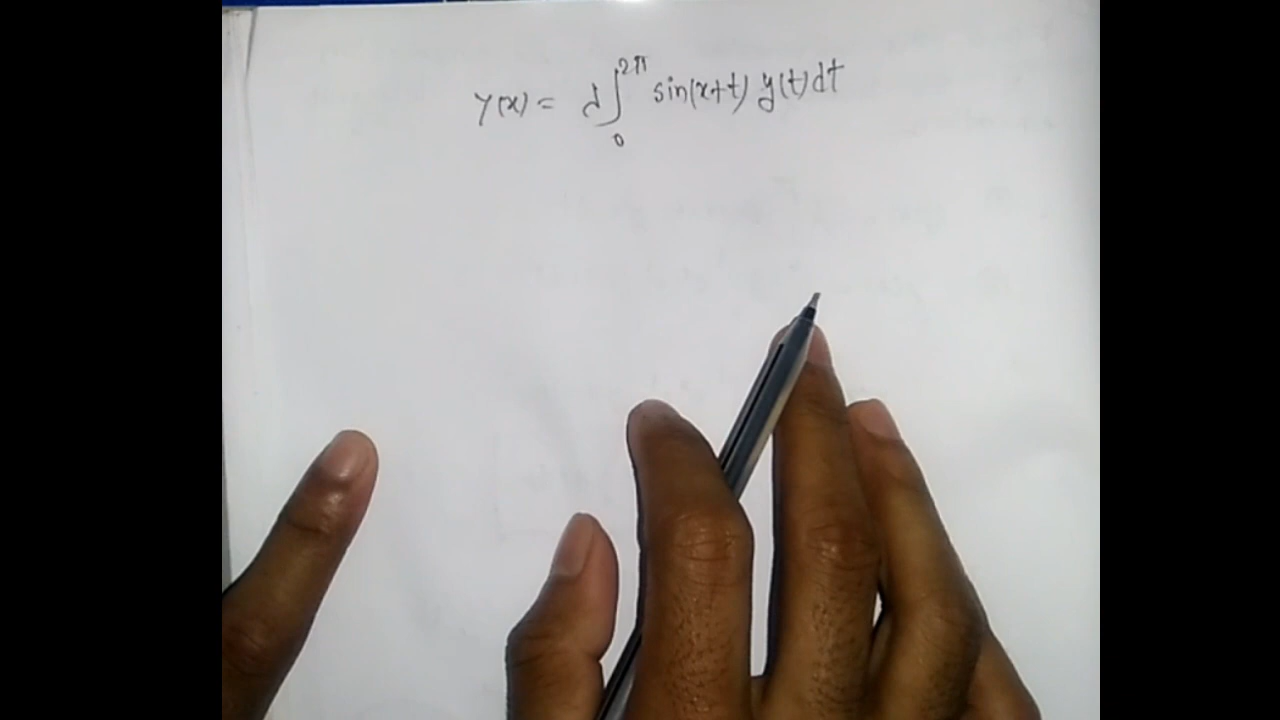 y(x) = λ∫₀^2π sin(x+t) y(t)dt